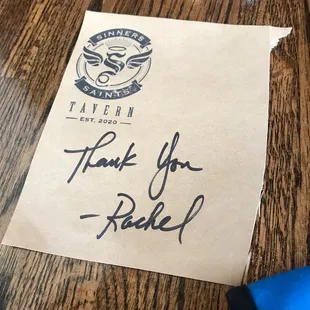 SINNERS
SAINTS
TAVERN
EST. 2020
Thank You
- Rachel